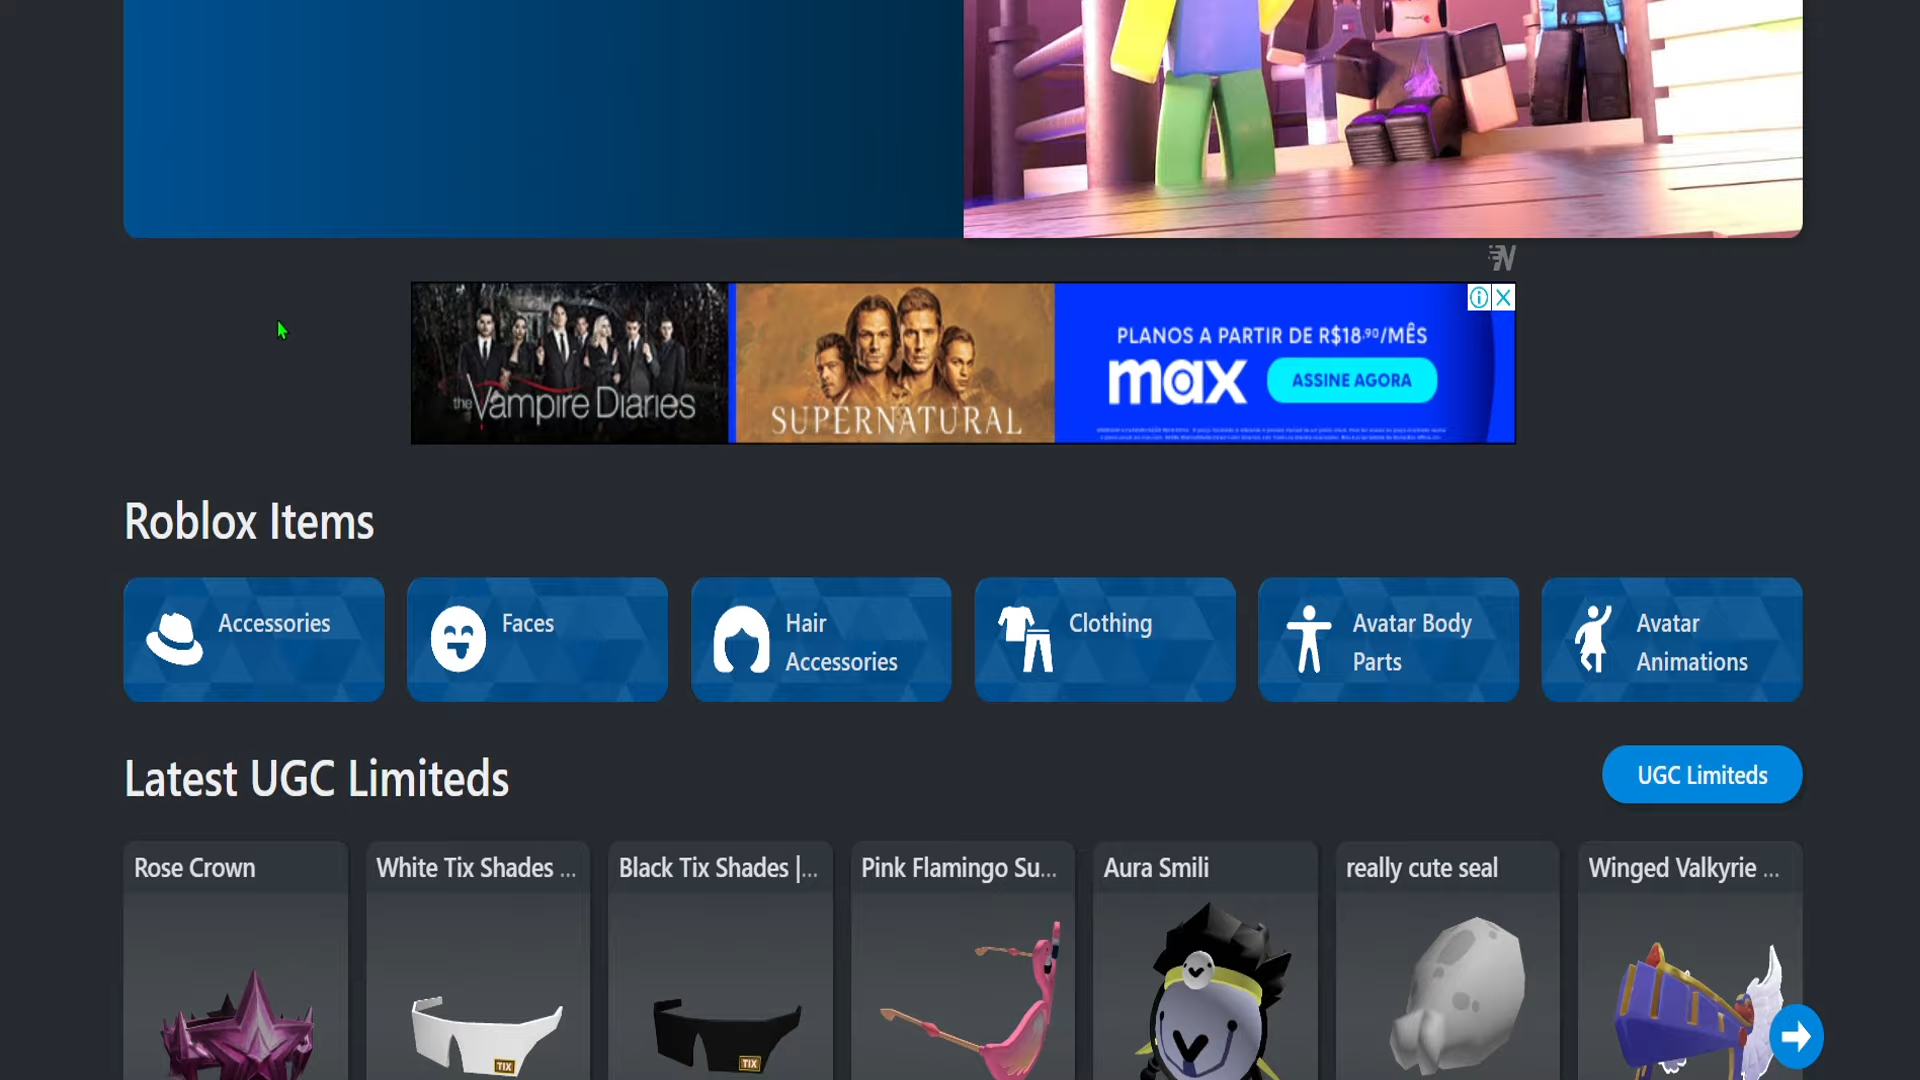 the Vampire Diaries
SUPERNATURAL
PLANOS A PARTIR DE R$18,90/MÊS
max
ASSINE AGORA
Roblox Items
Accessories
Faces
Hair
Accessories
Clothing
Avatar Body
Parts
Avatar
Animations
Latest UGC Limiteds
UGC Limiteds
Rose Crown
White Tix Shades ...
Black Tix Shades |...
Pink Flamingo Su...
Aura Smili
really cute seal
Winged Valkyrie ...
TIX
TIX